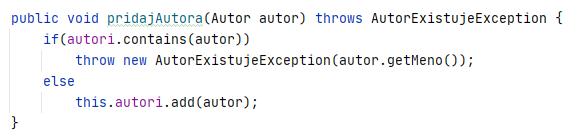 public void pridajAutora(Autor autor) throws AutorExistujeException {
    if(autori.contains(autor))
        throw new AutorExistujeException(autor.getMeno());
    else
        this.autori.add(autor);
}